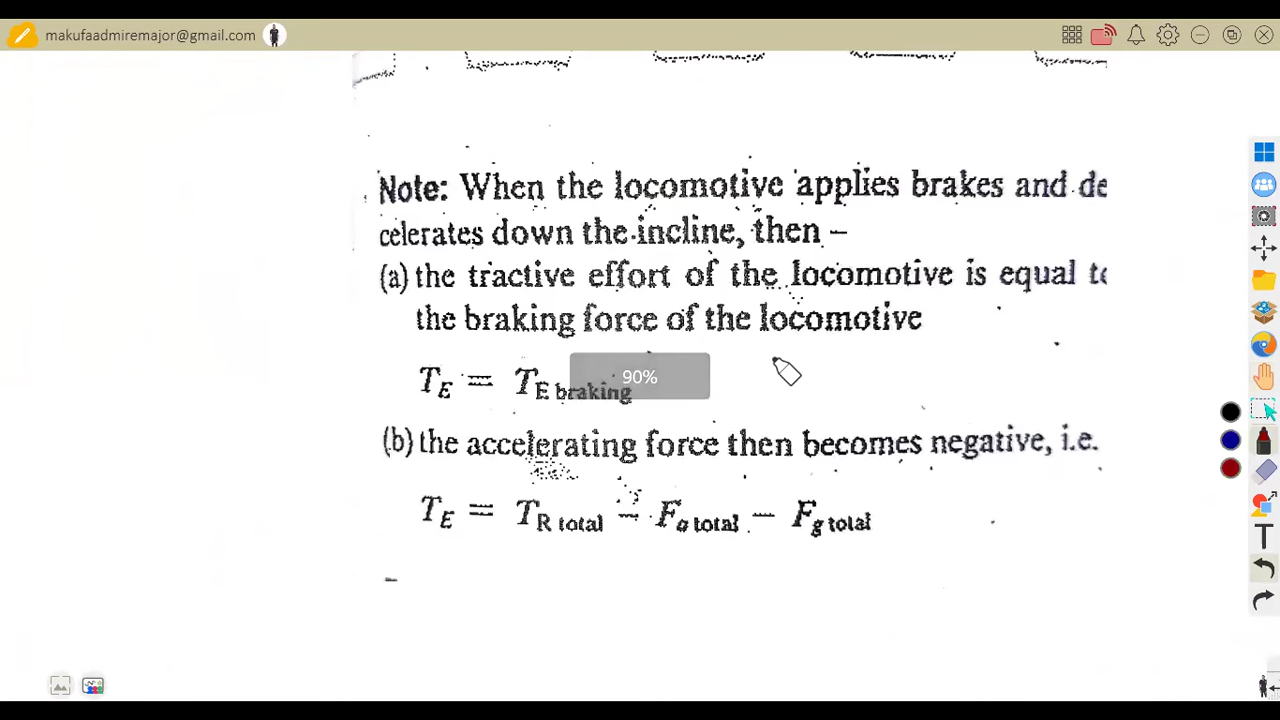 makufaadmiremajor@gmail.com
Note: When the locomotive applies brakes and de
celerates down the incline, then –
(a) the tractive effort of the locomotive is equal to
the braking force of the locomotive
90%
T_E = T_E braking
(b) the accelerating force then becomes negative, i.e.
T_E = T_R total – F_a total – F_g total